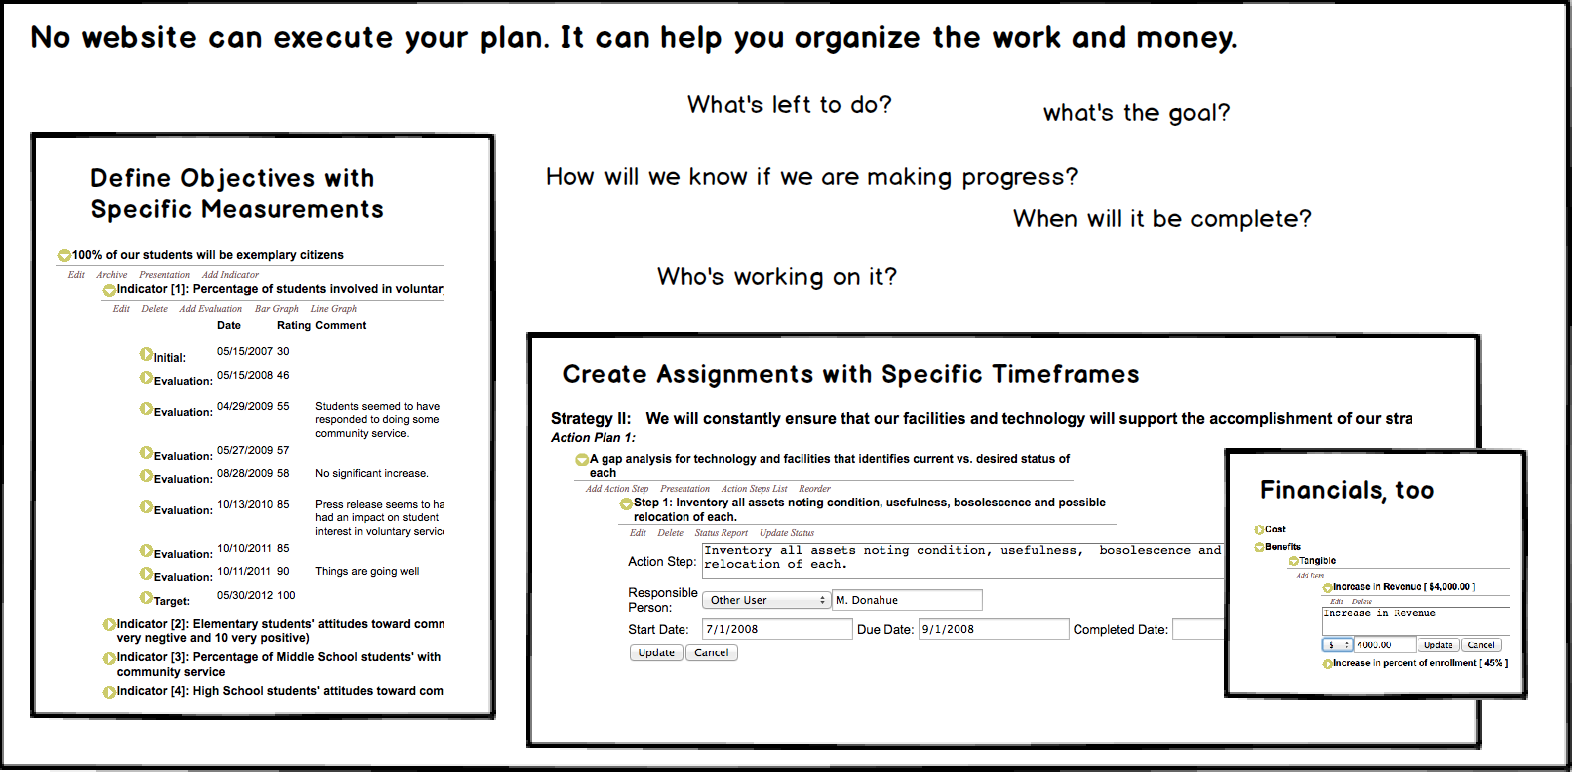 No website can execute your plan. It can help you organize the work and money.
What's left to do?
what's the goal?
How will we know if we are making progress?
When will it be complete?
Who's working on it?
Define Objectives with
Specific Measurements
100% of our students will be exemplary citizens
Edit Archive Presentation Add Indicator
Indicator [1]: Percentage of students involved in voluntar
Edit Delete Add Evaluation Bar Graph Line Graph
Date Rating Comment
Initial: 05/15/2007 30
Evaluation: 05/15/2008 46
Evaluation: 04/29/2009 55 Students seemed to have
responded to doing some
community service.
Evaluation: 05/27/2009 57
Evaluation: 08/28/2009 58 No significant increase.
Evaluation: 10/13/2010 85 Press release seems to ha
had an impact on student
interest in voluntary servic
Evaluation: 10/10/2011 85
Evaluation: 10/11/2011 90 Things are going well
Target: 05/30/2012 100
Indicator [2]: Elementary students' attitudes toward comm
very negtive and 10 very positive)
Indicator [3]: Percentage of Middle School students' with
community service
Indicator [4]: High School students' attitudes toward com
Create Assignments with Specific Timeframes
Strategy II: We will constantly ensure that our facilities and technology will support the accomplishment of our stra
Action Plan 1:
A gap analysis for technology and facilities that identifies current vs. desired status of
each
Add Action Step Presentation Action Steps List Reorder
Step 1: Inventory all assets noting condition, usefulness, bosolescence and possible
relocation of each.
Edit Delete Status Report Update Status
Action Step: Inventory all assets noting condition, usefulness, bosolescence and
relocation of each.
Responsible
Person: Other User M. Donahue
Start Date: 7/1/2008 Due Date: 9/1/2008 Completed Date:
Update Cancel
Financials, too
Cost
Benefits
Tangible
Add Item
Increase in Revenue [ $4,000.00 ]
Edit Delete
Increase in Revenue
$ 4000.00 Update Cancel
Increase in percent of enrollment [ 45% ]